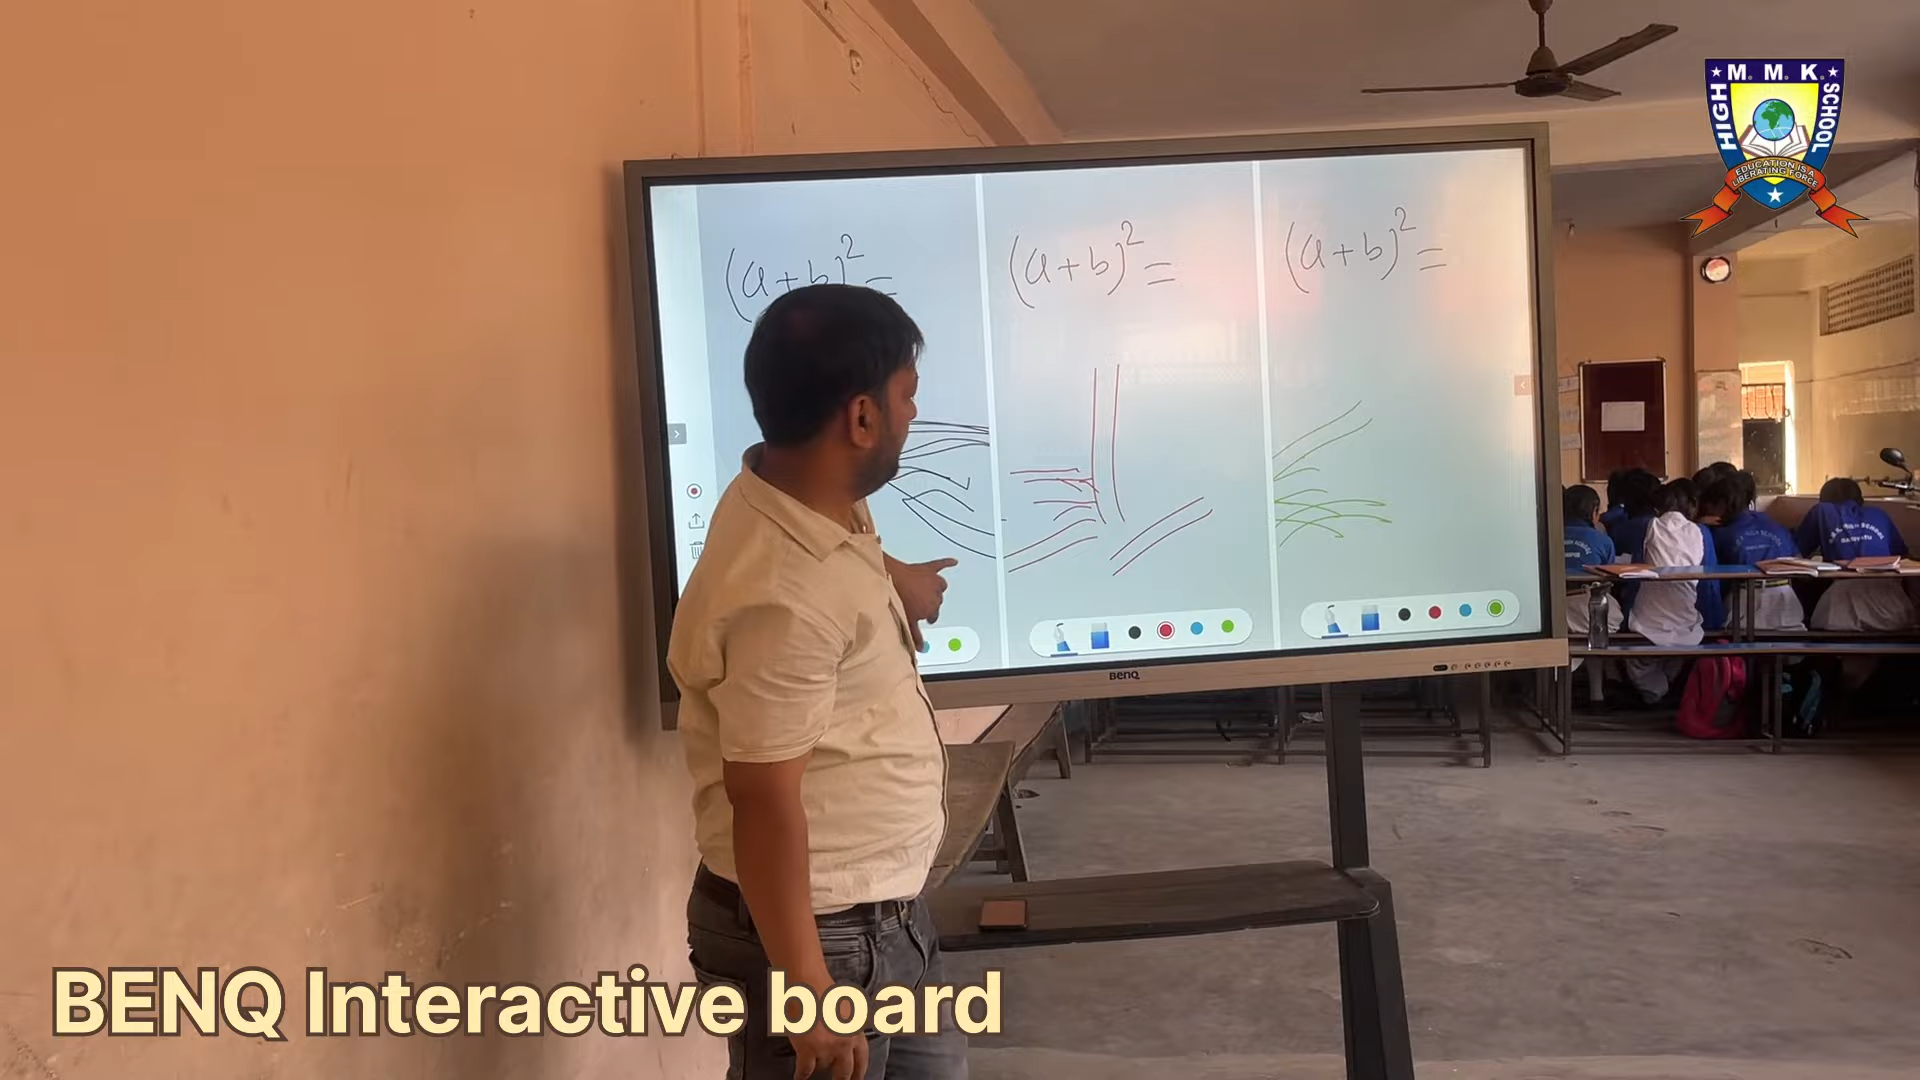 M. M. K.
HIGH SCHOOL
EDUCATION IS A
LIBERATING FORCE
(a+b)²=
(a+b)²=
(a+b)²=
BenQ
BENQ Interactive board